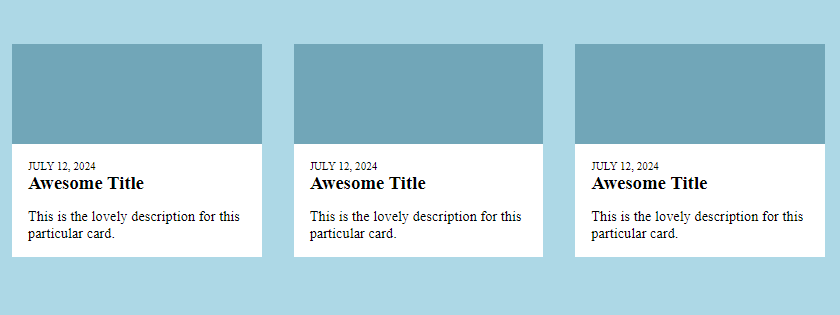 JULY 12, 2024
Awesome Title
This is the lovely description for this
particular card.
JULY 12, 2024
Awesome Title
This is the lovely description for this
particular card.
JULY 12, 2024
Awesome Title
This is the lovely description for this
particular card.